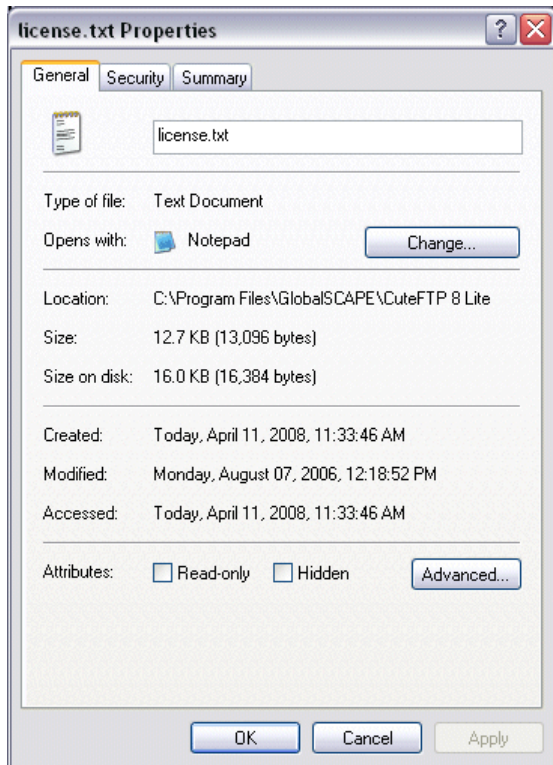 license.txt Properties
General Security Summary
license.txt
Type of file: Text Document
Opens with: Notepad Change...
Location: C:\Program Files\GlobalSCAPE\CuteFTP 8 Lite
Size: 12.7 KB (13,096 bytes)
Size on disk: 16.0 KB (16,384 bytes)
Created: Today, April 11, 2008, 11:33:46 AM
Modified: Monday, August 07, 2006, 12:18:52 PM
Accessed: Today, April 11, 2008, 11:33:46 AM
Attributes: Read-only Hidden Advanced...
OK Cancel Apply